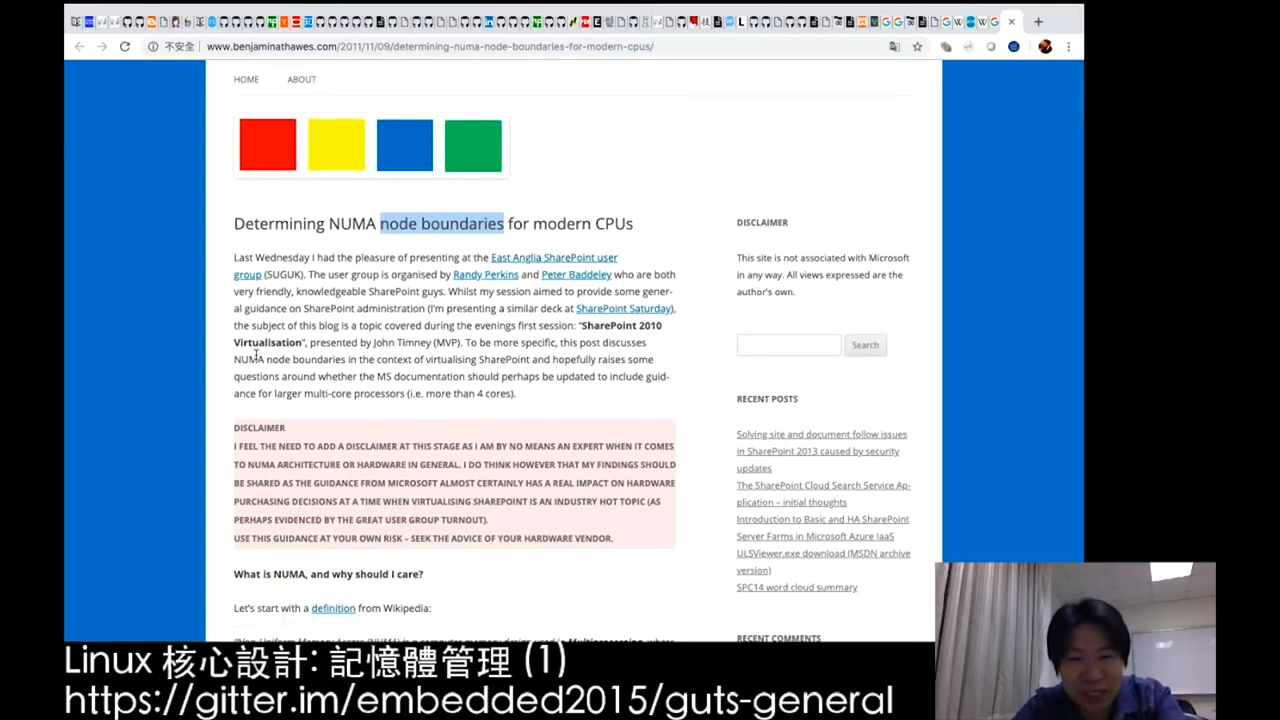 不安全
www.benjaminathawes.com/2011/11/09/determining-numa-node-boundaries-for-modern-cpus/
HOME
ABOUT
Determining NUMA node boundaries for modern CPUs
Last Wednesday I had the pleasure of presenting at the East Anglia SharePoint user
group (SUGUK). The user group is organised by Randy Perkins and Peter Baddeley who are both
very friendly, knowledgeable SharePoint guys. Whilst my session aimed to provide some gener-
al guidance on SharePoint administration (I'm presenting a similar deck at SharePoint Saturday),
the subject of this blog is a topic covered during the evenings first session: "SharePoint 2010
Virtualisation", presented by John Timney (MVP). To be more specific, this post discusses
NUMA node boundaries in the context of virtualising SharePoint and hopefully raises some
questions around whether the MS documentation should perhaps be updated to include guid-
ance for larger multi-core processors (i.e. more than 4 cores).
DISCLAIMER
I FEEL THE NEED TO ADD A DISCLAIMER AT THIS STAGE AS I AM BY NO MEANS AN EXPERT WHEN IT COMES
TO NUMA ARCHITECTURE OR HARDWARE IN GENERAL. I DO THINK HOWEVER THAT MY FINDINGS SHOULD
BE SHARED AS THE GUIDANCE FROM MICROSOFT ALMOST CERTAINLY HAS A REAL IMPACT ON HARDWARE
PURCHASING DECISIONS AT A TIME WHEN VIRTUALISING SHAREPOINT IS AN INDUSTRY HOT TOPIC (AS
PERHAPS EVIDENCED BY THE GREAT USER GROUP TURNOUT).
USE THIS GUIDANCE AT YOUR OWN RISK – SEEK THE ADVICE OF YOUR HARDWARE VENDOR.
What is NUMA, and why should I care?
Let's start with a definition from Wikipedia:
DISCLAIMER
This site is not associated with Microsoft
in any way. All views expressed are the
author's own.
Search
RECENT POSTS
Solving site and document follow issues
in SharePoint 2013 caused by security
updates
The SharePoint Cloud Search Service Ap-
plication – initial thoughts
Introduction to Basic and HA SharePoint
Server Farms in Microsoft Azure IaaS
ULSViewer.exe download (MSDN archive
version)
SPC14 word cloud summary
RECENT COMMENTS
Linux 核心設計: 記憶體管理 (1)
https://gitter.im/embedded2015/guts-general